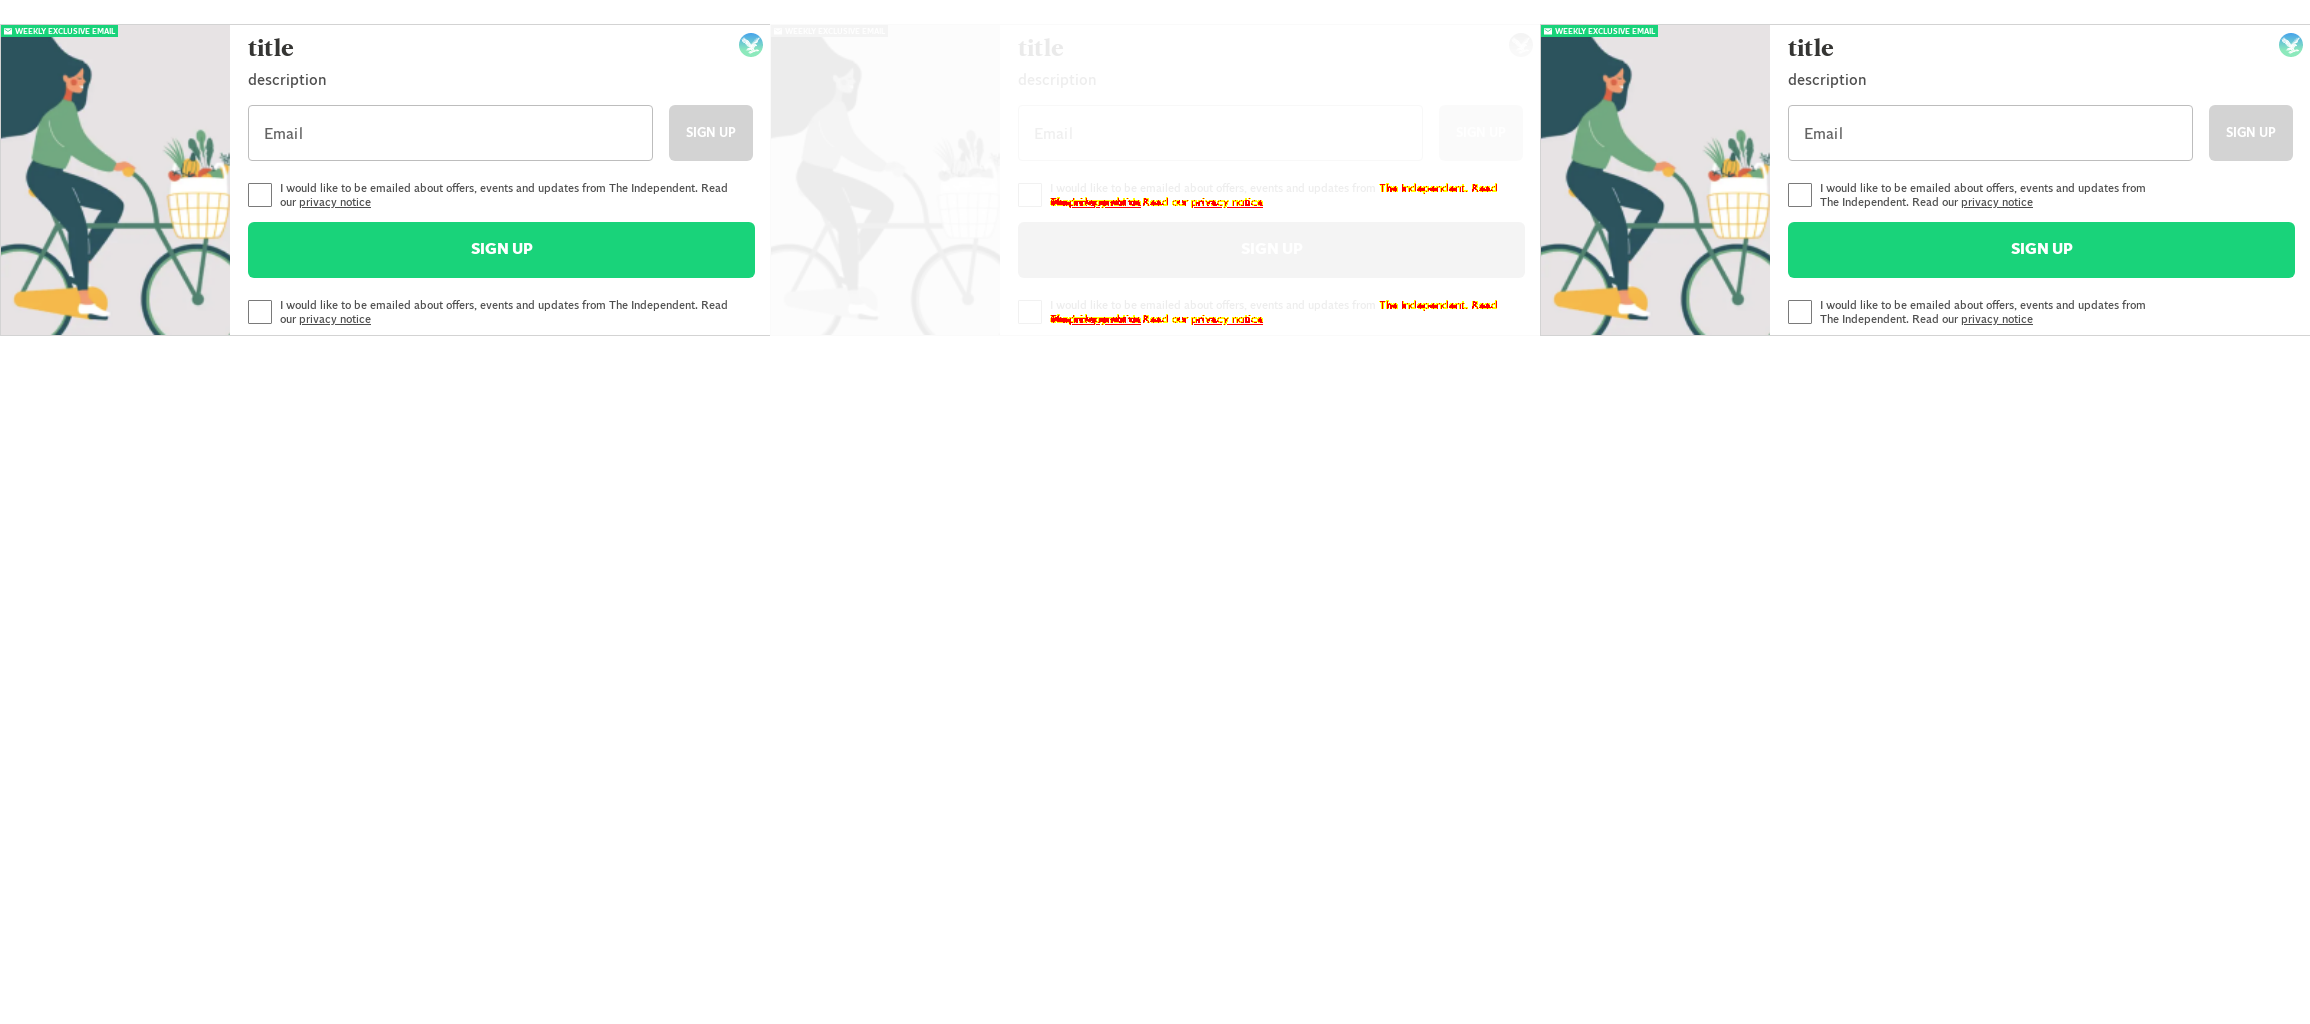 WEEKLY EXCLUSIVE EMAIL
title
description
Email
SIGN UP
I would like to be emailed about offers, events and updates from The Independent. Read
our privacy notice
SIGN UP
I would like to be emailed about offers, events and updates from The Independent. Read
our privacy notice
WEEKLY EXCLUSIVE EMAIL
title
description
Email
SIGN UP
I would like to be emailed about offers, events and updates from The Independent. Read
Read our privacy notice
SIGN UP
I would like to be emailed about offers, events and updates from The Independent. Read
Read our privacy notice
WEEKLY EXCLUSIVE EMAIL
title
description
Email
SIGN UP
I would like to be emailed about offers, events and updates from
The Independent. Read our privacy notice
SIGN UP
I would like to be emailed about offers, events and updates from
The Independent. Read our privacy notice